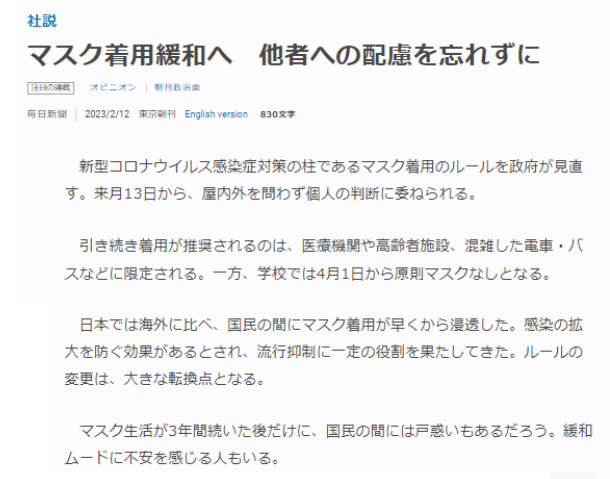 社説
マスク着用緩和へ　他者への配慮を忘れずに
注目の連載 オピニオン | 朝刊政治面
毎日新聞 | 2023/2/12 東京朝刊 English version 830文字
新型コロナウイルス感染症対策の柱であるマスク着用のルールを政府が見直
す。来月13日から、屋内外を問わず個人の判断に委ねられる。
引き続き着用が推奨されるのは、医療機関や高齢者施設、混雑した電車・バ
スなどに限定される。一方、学校では4月1日から原則マスクなしとなる。
日本では海外に比べ、国民の間にマスク着用が早くから浸透した。感染の拡
大を防ぐ効果があるとされ、流行抑制に一定の役割を果たしてきた。ルールの
変更は、大きな転換点となる。
マスク生活が3年間続いた後だけに、国民の間には戸惑いもあるだろう。緩和
ムードに不安を感じる人もいる。